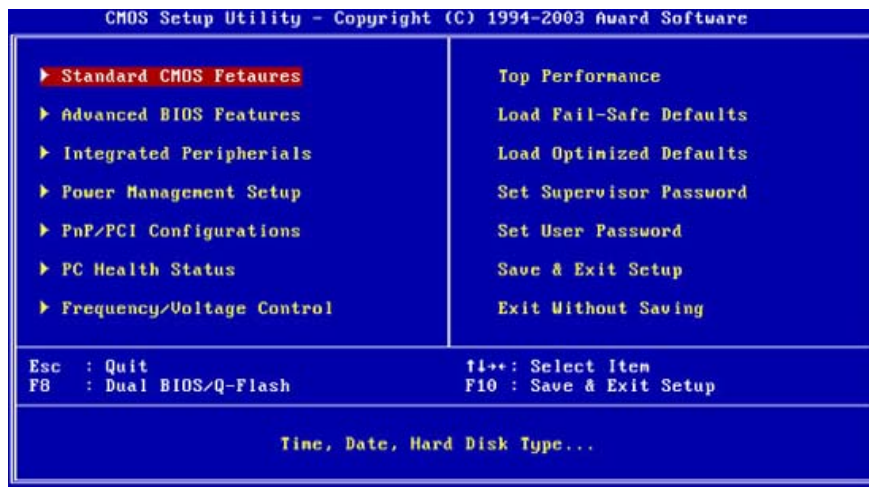 CMOS Setup Utility - Copyright (C) 1994-2003 Award Software
Standard CMOS Fetaures
Advanced BIOS Features
Integrated Peripherials
Power Management Setup
PnP/PCI Configurations
PC Health Status
Frequency/Voltage Control
Top Performance
Load Fail-Safe Defaults
Load Optimized Defaults
Set Supervisor Password
Set User Password
Save & Exit Setup
Exit Without Saving
Esc : Quit
F8 : Dual BIOS/Q-Flash
↑↓→←: Select Item
F10 : Save & Exit Setup
Time, Date, Hard Disk Type...